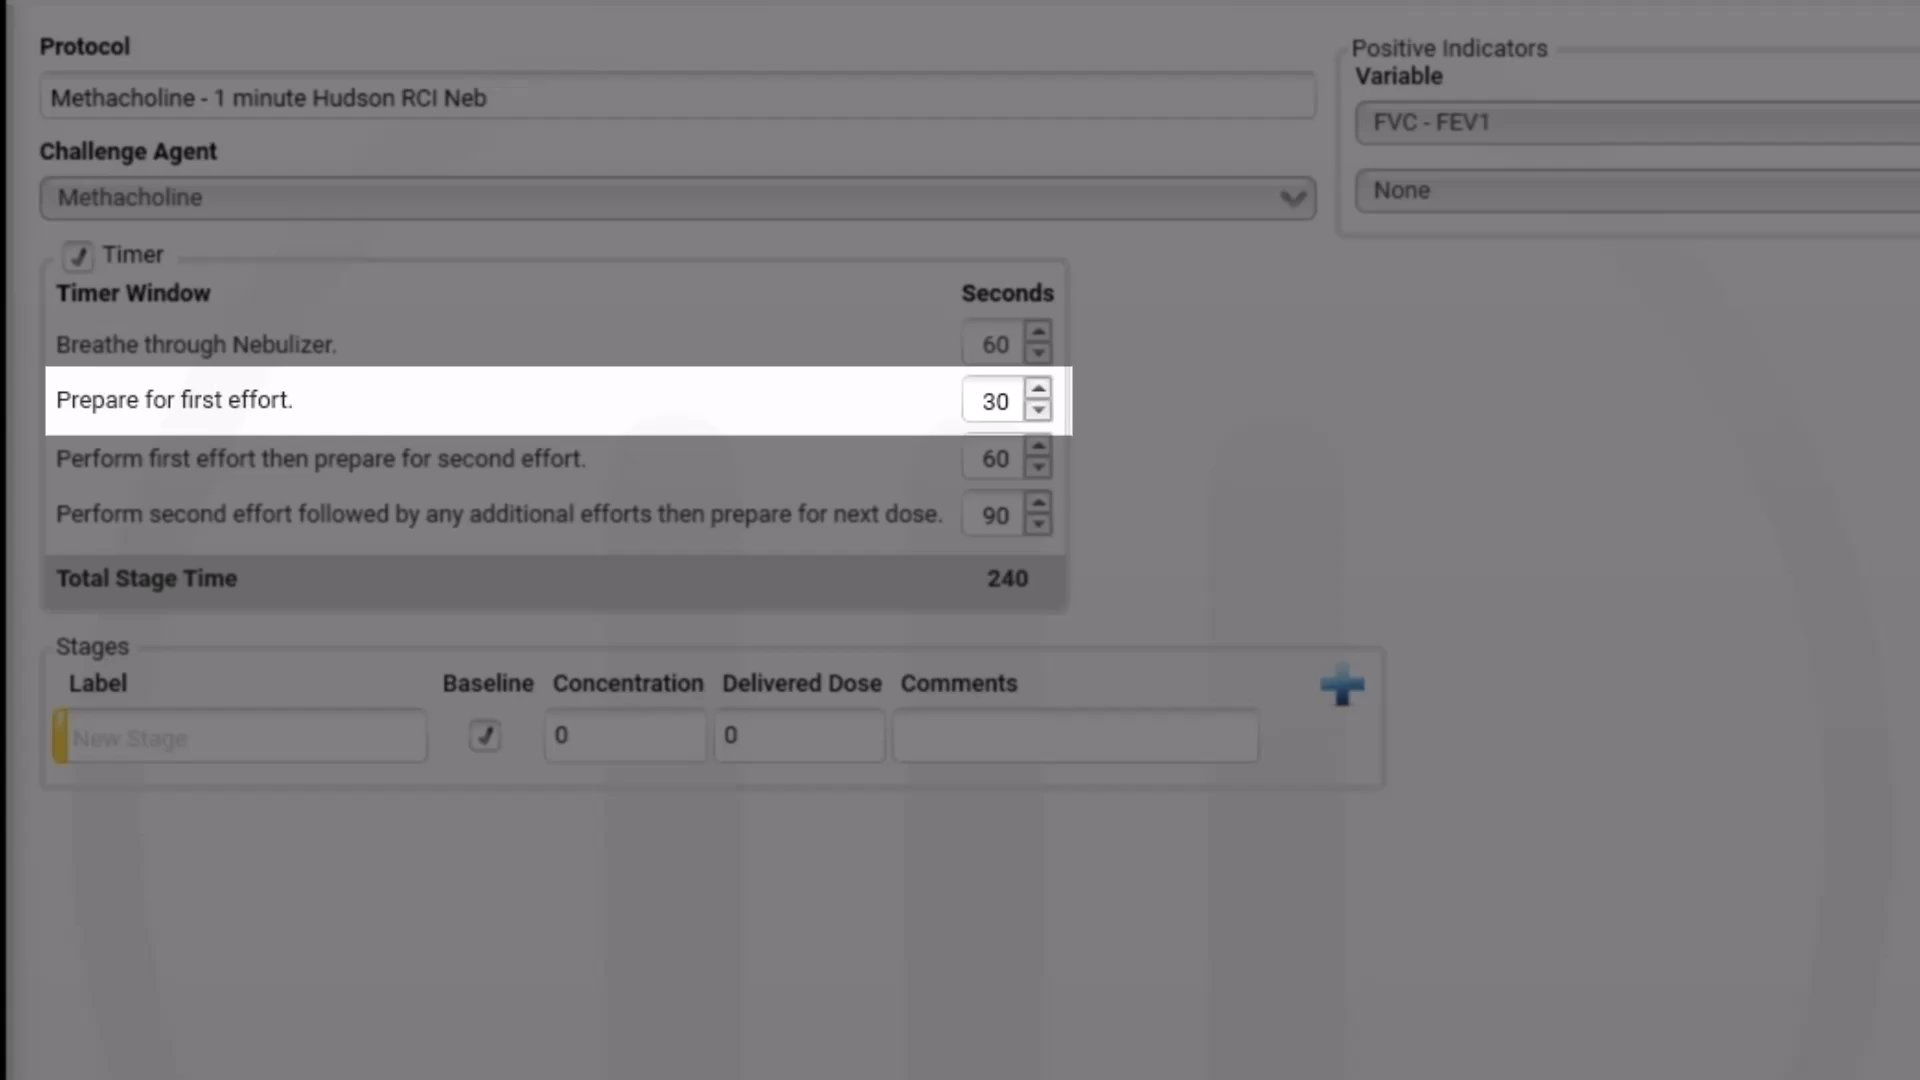 Protocol
Methacholine - 1 minute Hudson RCI Neb
Challenge Agent
Methacholine
Timer
Timer Window Seconds
Breathe through Nebulizer. 60
Prepare for first effort. 30
Perform first effort then prepare for second effort. 60
Perform second effort followed by any additional efforts then prepare for next dose. 90
Total Stage Time 240
Stages
Label Baseline Concentration Delivered Dose Comments
New Stage 0 0
Positive Indicators
Variable
FVC - FEV1
None